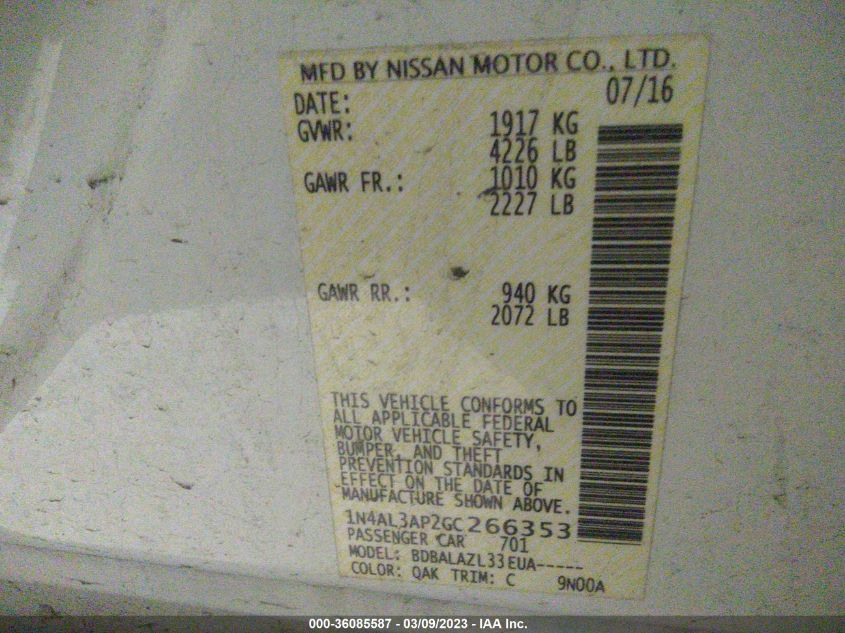 MFD BY NISSAN MOTOR CO., LTD.
DATE: 07/16
GVWR: 1917 KG
4226 LB
GAWR FR.: 1010 KG
2227 LB
GAWR RR.: 940 KG
2072 LB
THIS VEHICLE CONFORMS TO
ALL APPLICABLE FEDERAL
MOTOR VEHICLE SAFETY,
BUMPER, AND THEFT
PREVENTION STANDARDS IN
EFFECT ON THE DATE OF
MANUFACTURE SHOWN ABOVE.
1N4AL3AP2GC266353
PASSENGER CAR 701
MODEL: BDBALAZL33EUA-----
COLOR: QAK TRIM: C 9N00A
000-36085587 - 03/09/2023 - IAA Inc.